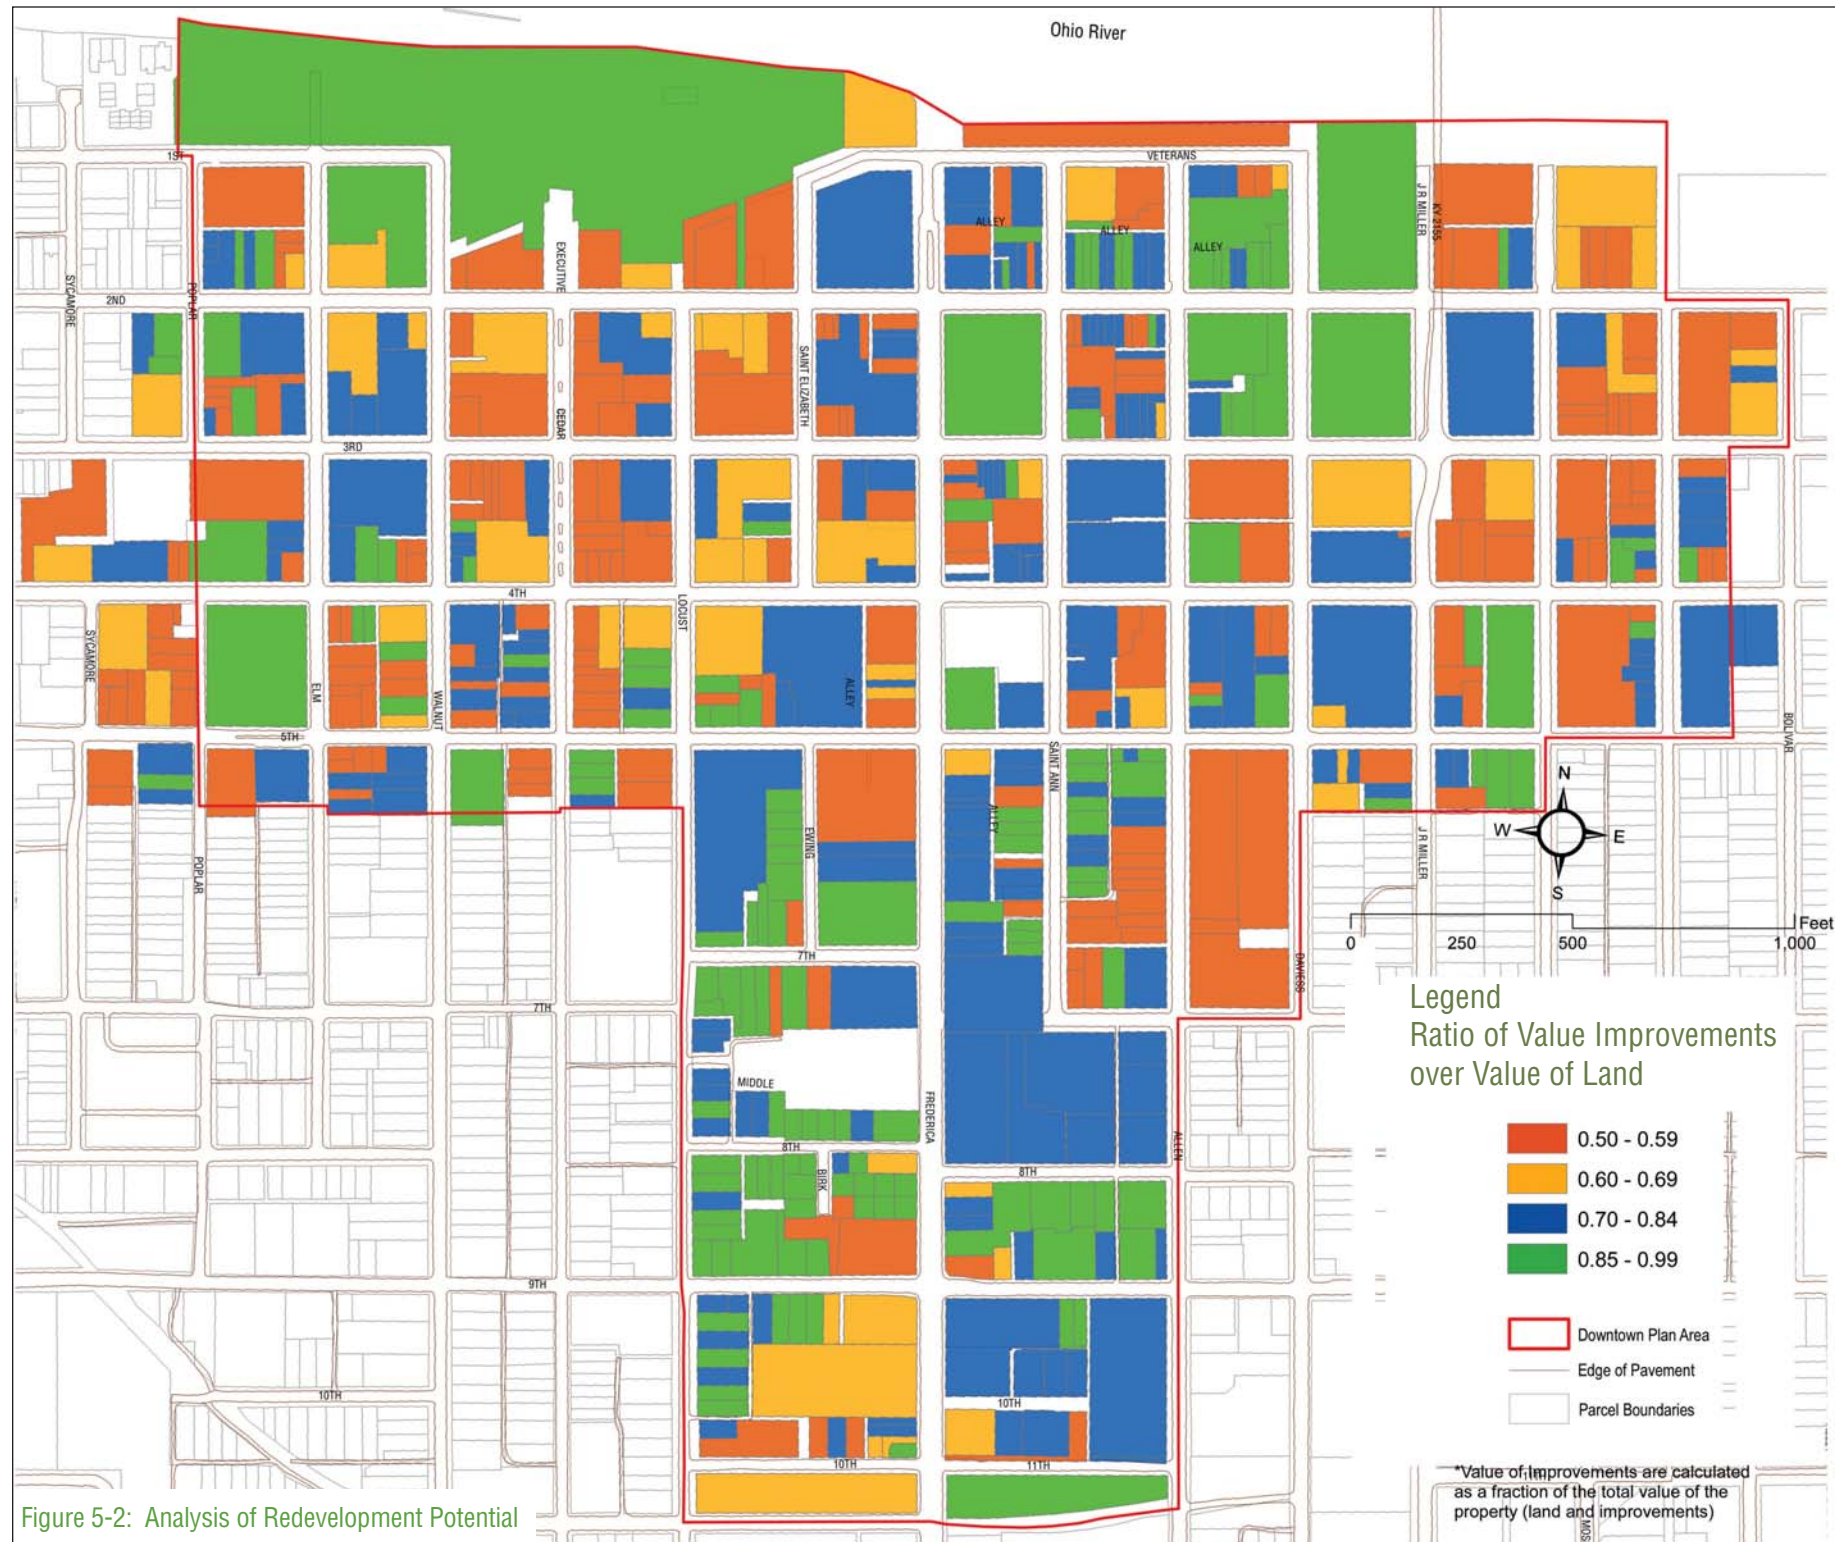 Ohio River
1ST
VETERANS
ALLEY
ALLEY
ALLEY
J R MILLER
KY-2155
EXECUTIVE
SYCAMORE
2ND
POPLAR
SAINT ELIZABETH
CEDAR
3RD
4TH
LOCUST
SYCAMORE
ELM
WALNUT
ALLEY
5TH
BOLIVAR
SAINT ANN
N
W
E
S
ALLEY
EWING
POPLAR
J R MILLER
Feet
0
250
500
1,000
7TH
DAVIESS
7TH
Legend
Ratio of Value Improvements
over Value of Land
MIDDLE
FREDERICA
ALLEN
0.50 - 0.59
8TH
8TH
BIRK
0.60 - 0.69
0.70 - 0.84
0.85 - 0.99
9TH
Downtown Plan Area
Edge of Pavement
10TH
10TH
Parcel Boundaries
10TH
11TH
*Value of Improvements are calculated
as a fraction of the total value of the
property (land and improvements)
Figure 5-2: Analysis of Redevelopment Potential